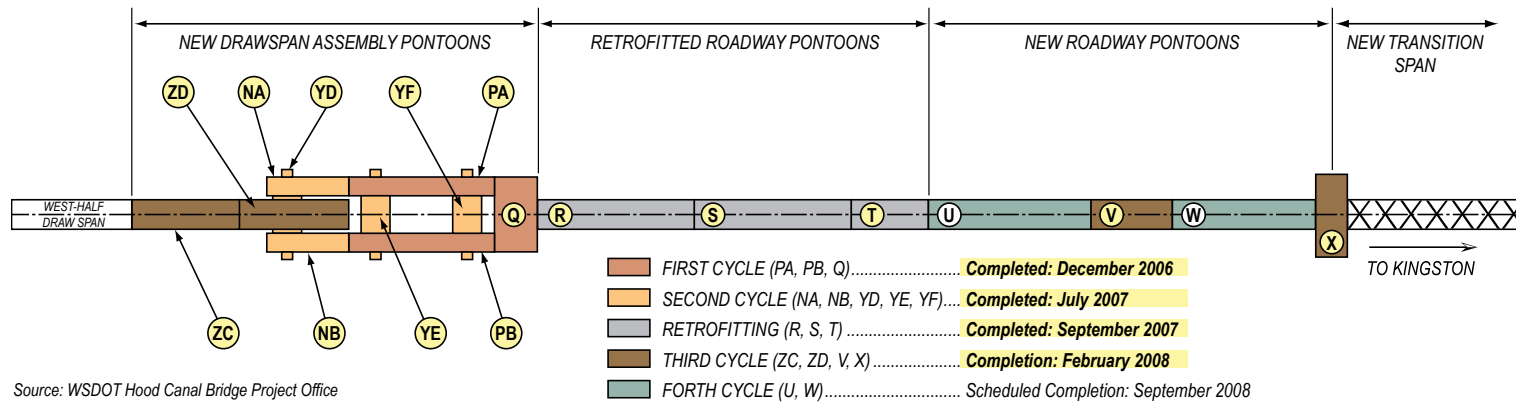 NEW DRAWSPAN ASSEMBLY PONTOONS
RETROFITTED ROADWAY PONTOONS
NEW ROADWAY PONTOONS
NEW TRANSITION
SPAN
ZD
NA
YD
YF
PA
WEST-HALF
DRAW SPAN
Q
R
S
T
U
V
W
X
TO KINGSTON
ZC
NB
YE
PB
FIRST CYCLE (PA, PB, Q)........................... Completed: December 2006
SECOND CYCLE (NA, NB, YD, YE, YF).... Completed: July 2007
RETROFITTING (R, S, T) ........................... Completed: September 2007
THIRD CYCLE (ZC, ZD, V, X).................... Completion: February 2008
FORTH CYCLE (U, W)................................ Scheduled Completion: September 2008
Source: WSDOT Hood Canal Bridge Project Office